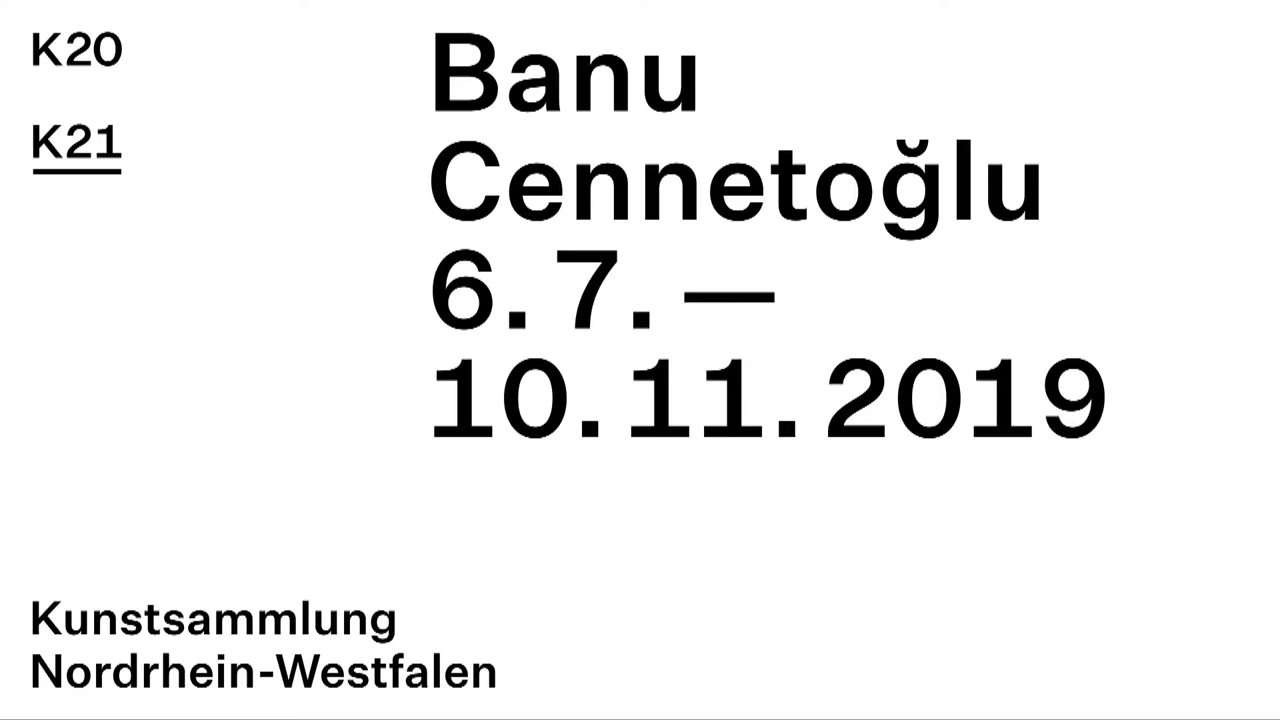 K20
K21
Banu
Cennetoğlu
6. 7. —
10. 11. 2019
Kunstsammlung
Nordrhein-Westfalen